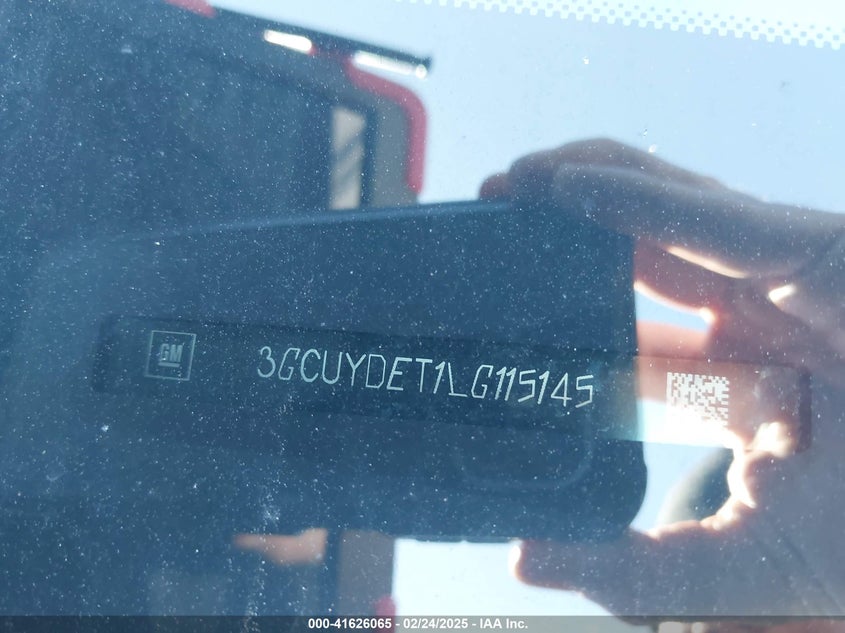 GM 3GCUYDET1LG115145
000-41626065 - 02/24/2025 - IAA Inc.